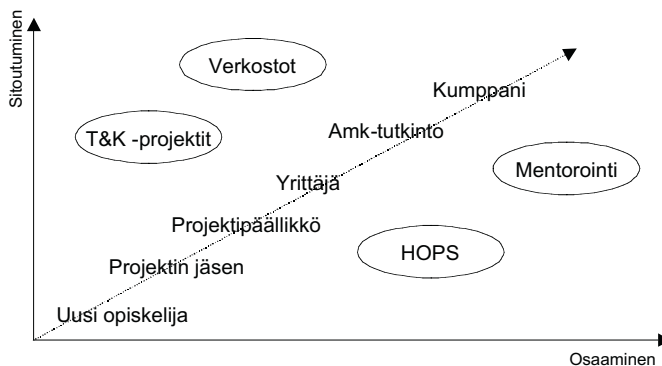 Sitoutuminen
Verkostot
Kumppani
T&K -projektit
Amk-tutkinto
Mentorointi
Yrittäjä
Projektipäällikkö
HOPS
Projektin jäsen
Uusi opiskelija
Osaaminen